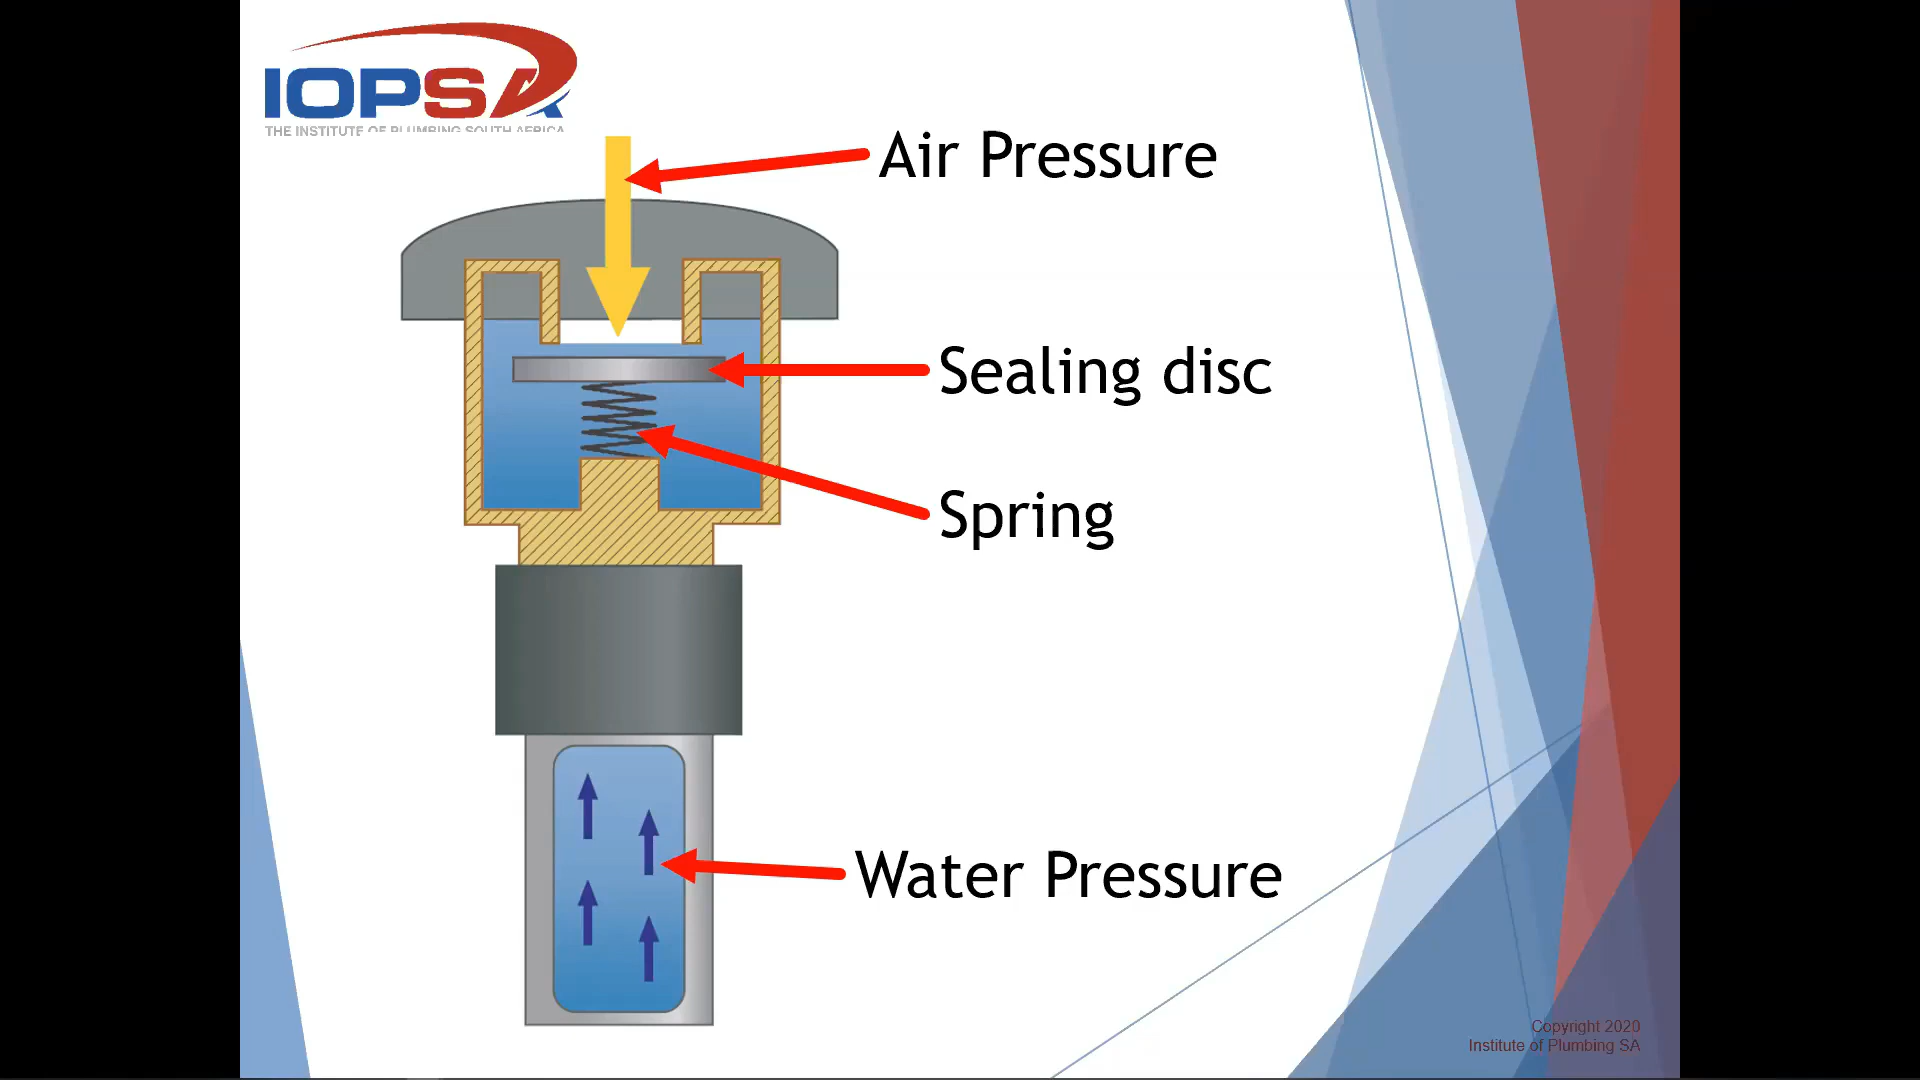 IOPSA
THE INSTITUTE OF PLUMBING SOUTH AFRICA
Air Pressure
Sealing disc
Spring
Water Pressure
Copyright 2020
Institute of Plumbing SA